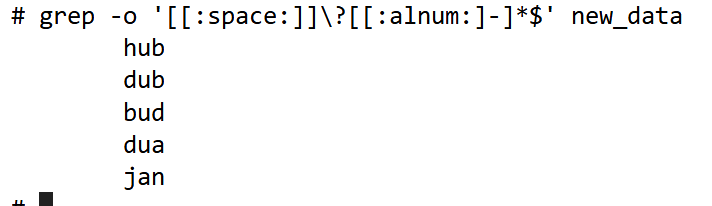 # grep -o '[[:space:]]\?[[:alnum:]-]*$' new_data
hub
dub
bud
dua
jan
#